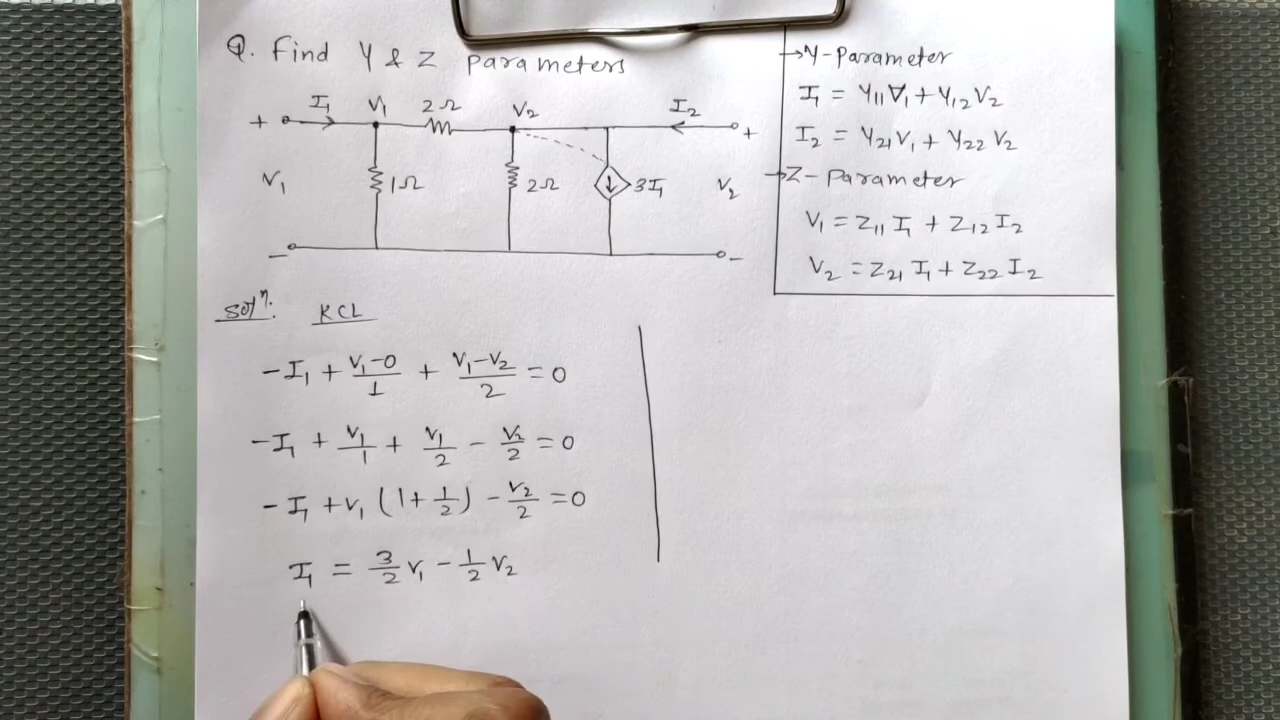 Q. Find Y & Z parameters
I₁ V₁ 2Ω V₂ I₂
+ +
V₁ 1Ω 2Ω 3I₁ V₂
− −
→Y-Parameter
I₁ = Y₁₁V₁ + Y₁₂V₂
I₂ = Y₂₁V₁ + Y₂₂V₂
→Z-Parameter
V₁ = Z₁₁I₁ + Z₁₂I₂
V₂ = Z₂₁I₁ + Z₂₂I₂
Solⁿ: KCL
-I₁ + (V₁-0)/1 + (V₁-V₂)/2 = 0
-I₁ + V₁/1 + V₁/2 - V₂/2 = 0
-I₁ + V₁(1 + 1/2) - V₂/2 = 0
I₁ = 3/2 V₁ - 1/2 V₂